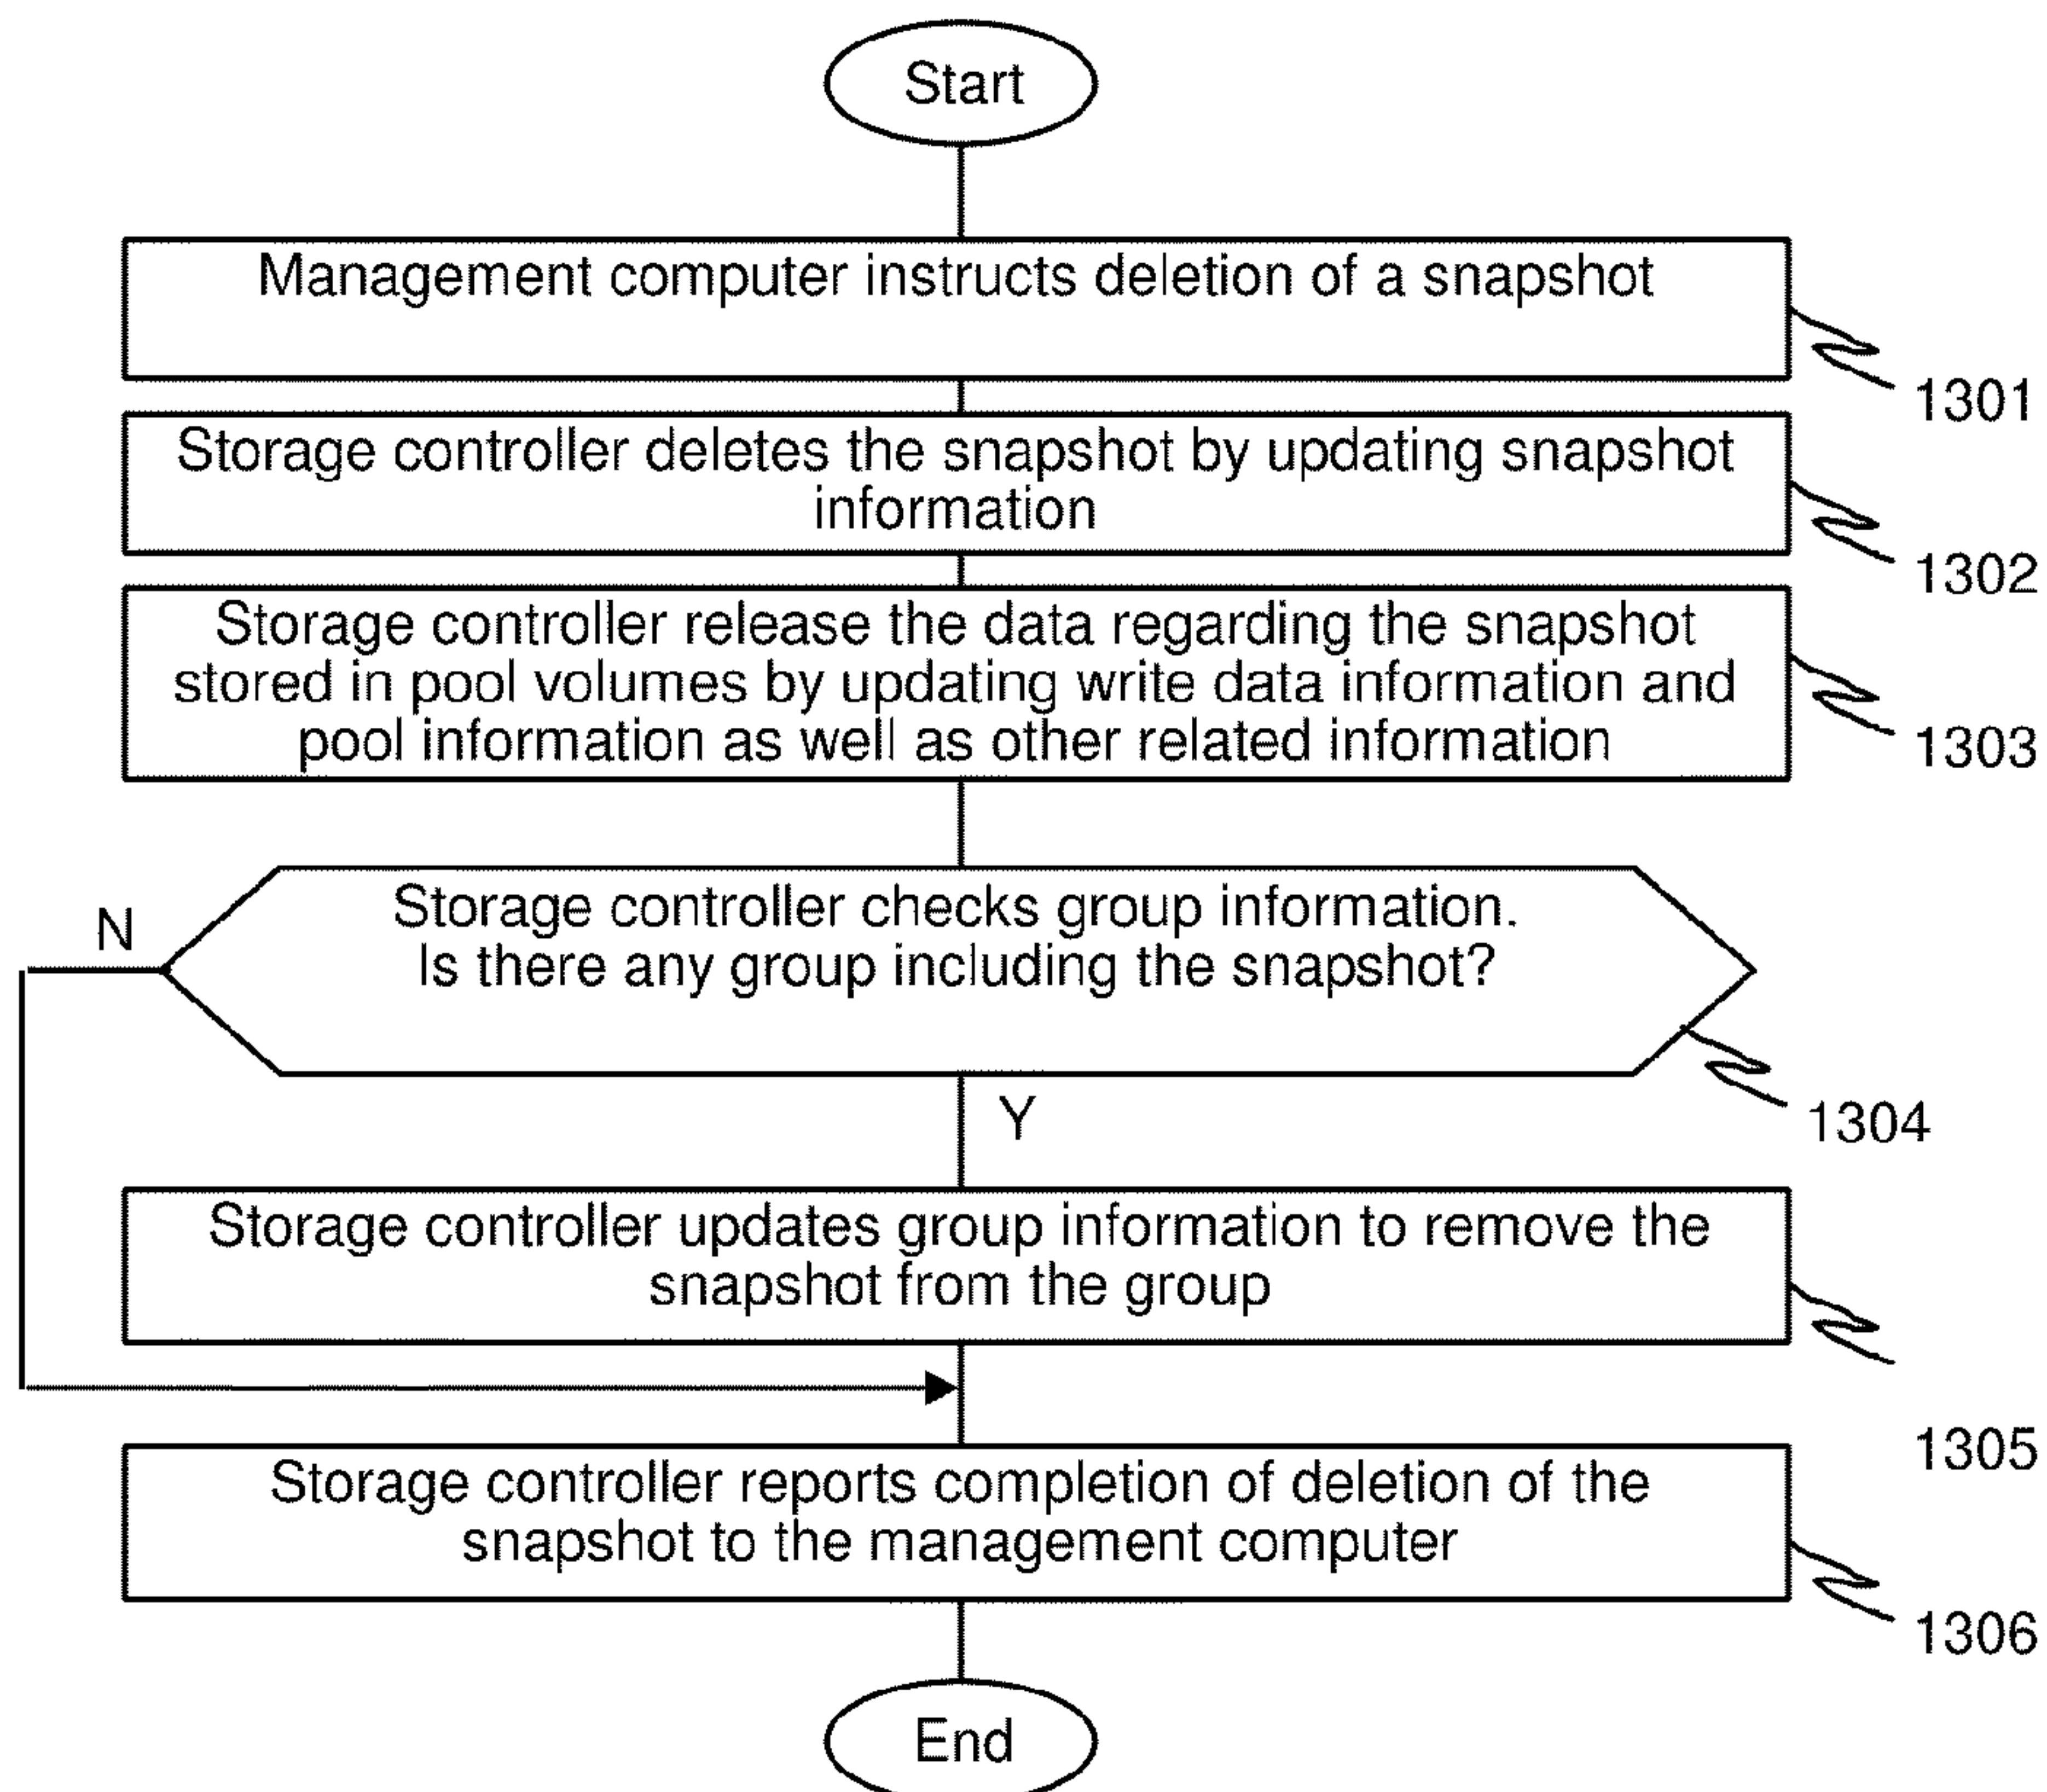 Start
Management computer instructs deletion of a snapshot
1301
Storage controller deletes the snapshot by updating snapshot
information
1302
Storage controller release the data regarding the snapshot
stored in pool volumes by updating write data information and
pool information as well as other related information
1303
Storage controller checks group information.
Is there any group including the snapshot?
N
1304
Y
Storage controller updates group information to remove the
snapshot from the group
1305
Storage controller reports completion of deletion of the
snapshot to the management computer
1306
End